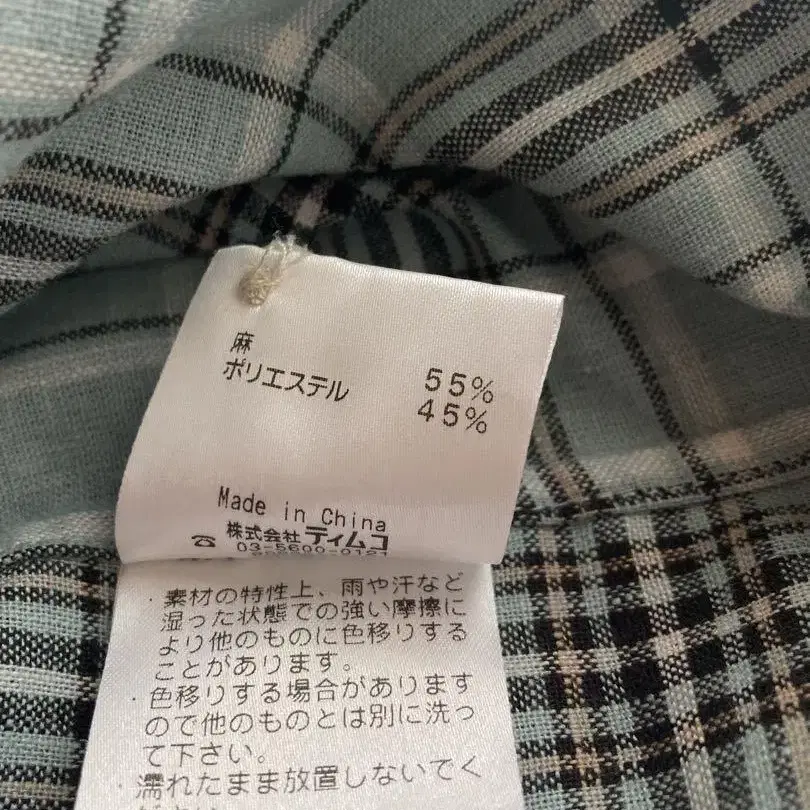 麻 55%
ポリエステル 45%
Made in China
株式会社 ティムコ
☎ 03-5600-0121
・素材の特性上、雨や汗など
湿った状態での強い摩擦に
より他のものに色移りする
ことがあります。
・色移りする場合があります
ので他のものとは別に洗っ
て下さい。
・濡れたまま放置しないでく